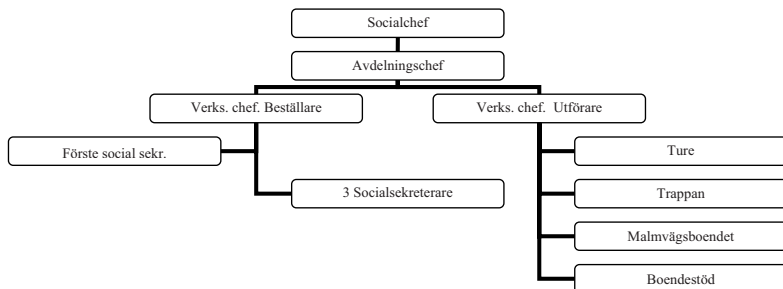 Socialchef
Avdelningschef
Verks. chef. Beställare
Verks. chef.  Utförare
Förste social sekr.
Ture
3 Socialsekreterare
Trappan
Malmvägsboendet
Boendestöd